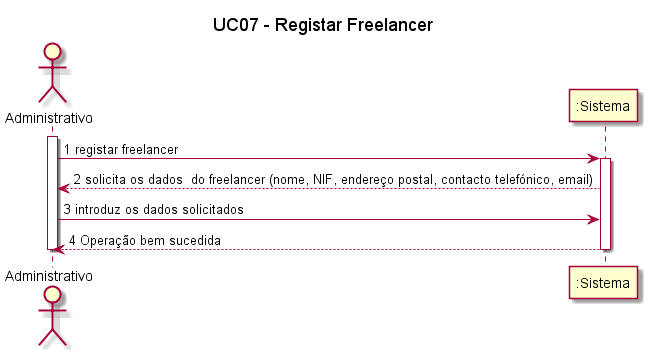 UC07 - Registar Freelancer
Administrativo
:Sistema
1 registar freelancer
2 solicita os dados  do freelancer (nome, NIF, endereço postal, contacto telefónico, email)
3 introduz os dados solicitados
4 Operação bem sucedida
Administrativo
:Sistema